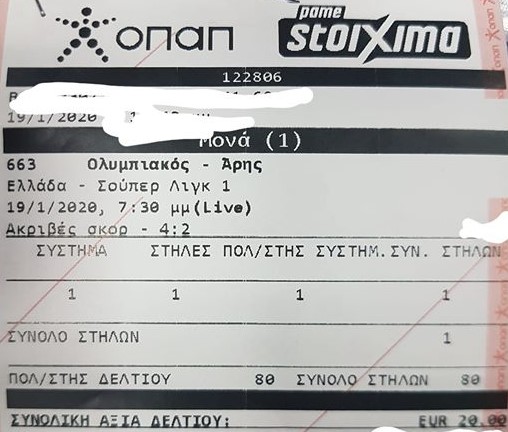 οπαπ pame stoixima
122806
19/1/2020
Μονά (1)
663 Ολυμπιακός - Άρης
Ελλάδα - Σούπερ Λιγκ 1
19/1/2020, 7:30 μμ(Live)
Ακριβές σκορ - 4:2
ΣΥΣΤΗΜΑ ΣΤΗΛΕΣ ΠΟΛ/ΣΤΗΣ ΣΥΣΤΗΜ.ΣΥΝ. ΣΤΗΛΩΝ
1 1 1 1
ΣΥΝΟΛΟ ΣΤΗΛΩΝ 1
ΠΟΛ/ΣΤΗΣ ΔΕΛΤΙΟΥ 80 ΣΥΝΟΛΟ ΣΤΗΛΩΝ 80
ΣΥΝΟΛΙΚΗ ΑΞΙΑ ΔΕΛΤΙΟΥ: EUR 20.00